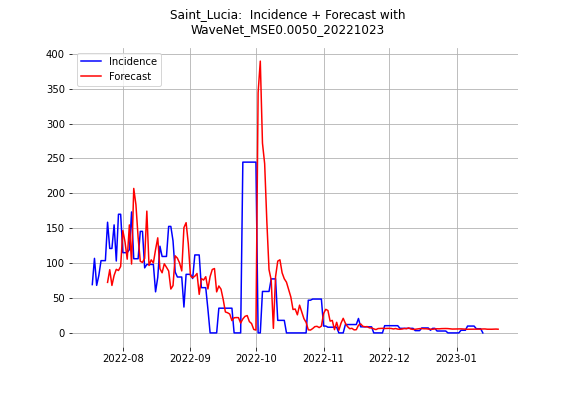 Saint_Lucia:  Incidence + Forecast with
WaveNet_MSE0.0050_20221023
Incidence
Forecast
400
350
300
250
200
150
100
50
0
2022-08 2022-09 2022-10 2022-11 2022-12 2023-01